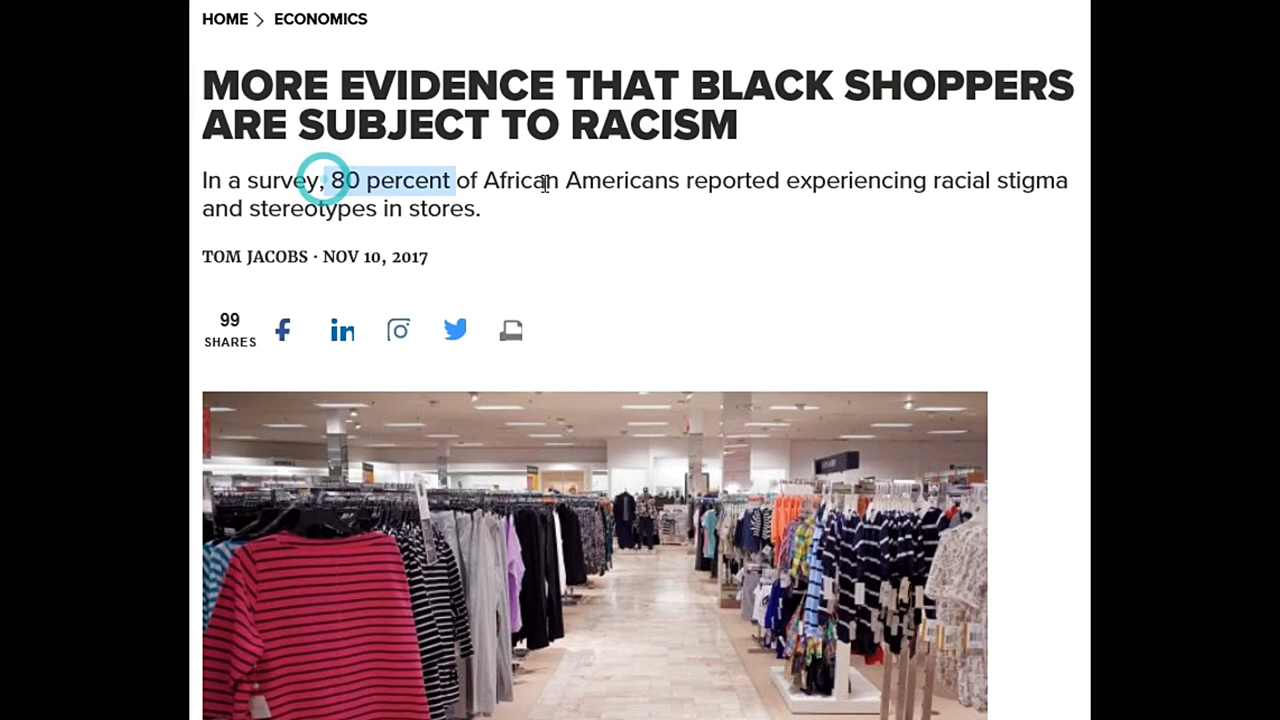 HOME > ECONOMICS
MORE EVIDENCE THAT BLACK SHOPPERS
ARE SUBJECT TO RACISM
In a survey, 80 percent of African Americans reported experiencing racial stigma
and stereotypes in stores.
TOM JACOBS · NOV 10, 2017
99
SHARES